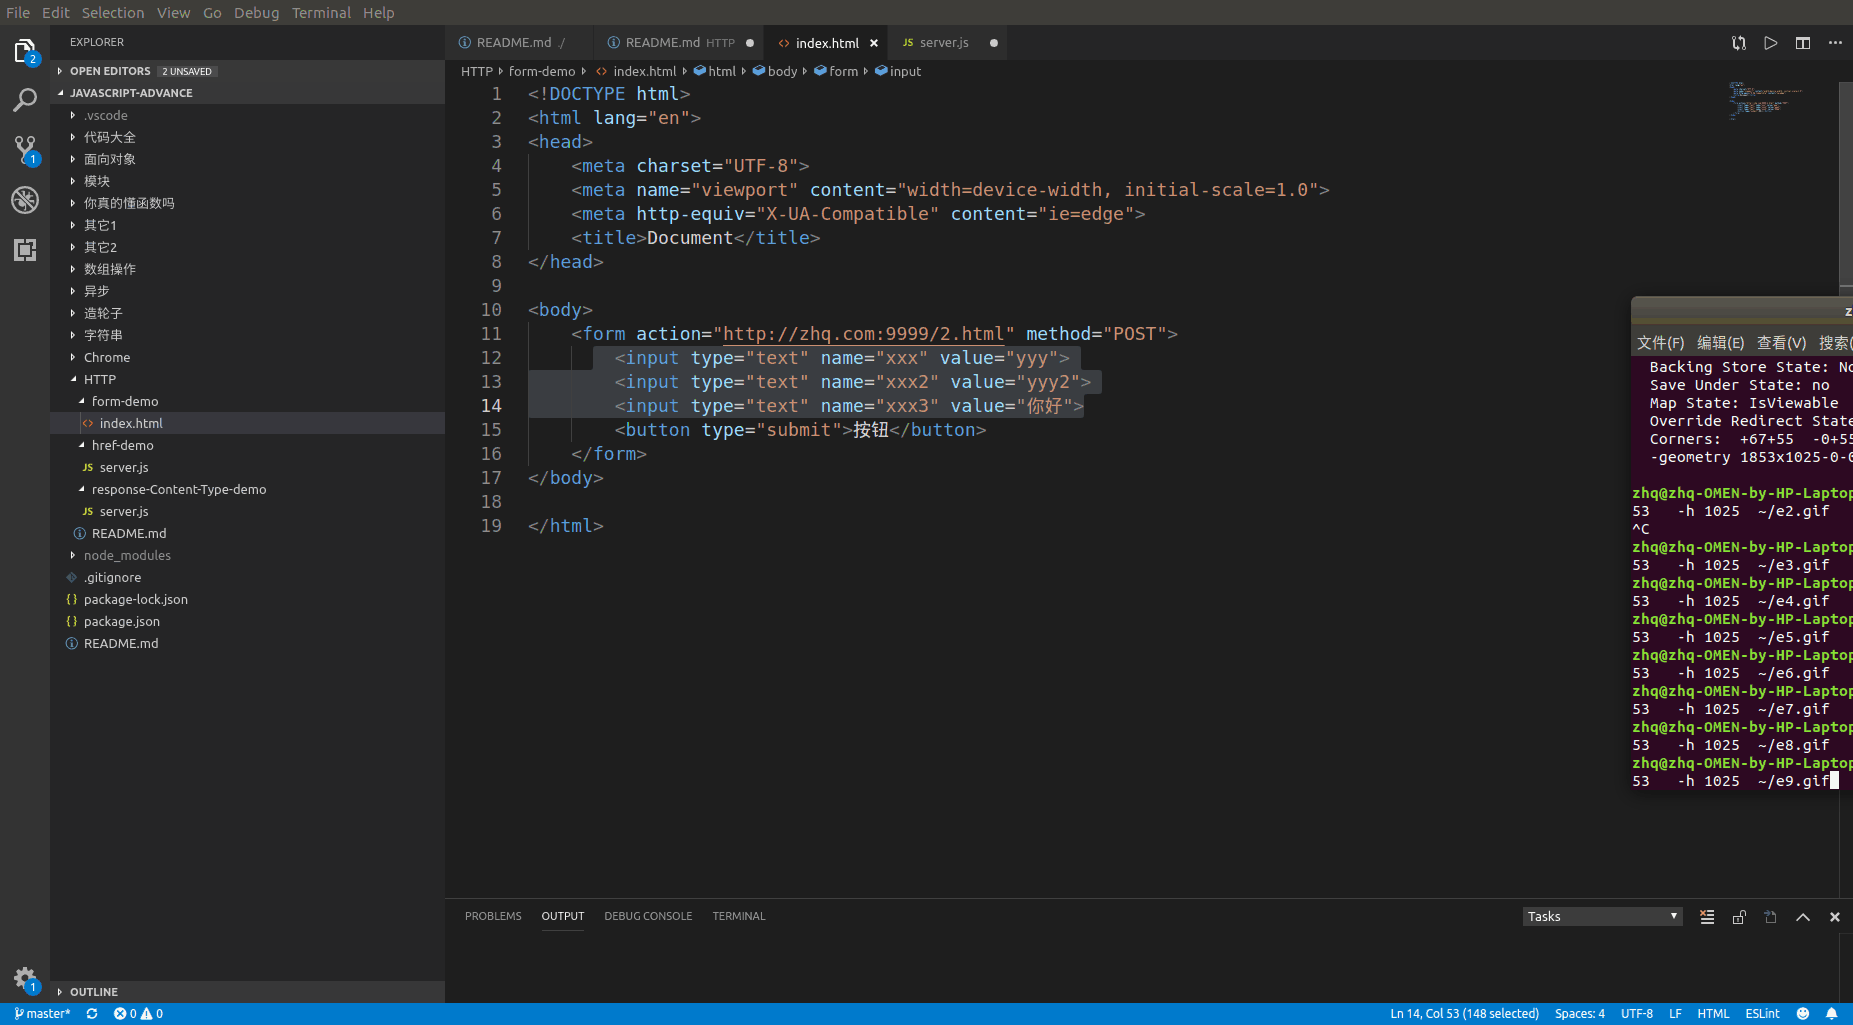 File Edit Selection View Go Debug Terminal Help
EXPLORER
OPEN EDITORS 2 UNSAVED
JAVASCRIPT-ADVANCE
.vscode
代码大全
面向对象
模块
你真的懂函数吗
其它1
其它2
数组操作
异步
造轮子
字符串
Chrome
HTTP
form-demo
<> index.html
href-demo
JS server.js
response-Content-Type-demo
JS server.js
README.md
node_modules
.gitignore
{} package-lock.json
{} package.json
README.md
OUTLINE
2
1
1
README.md ./ README.md HTTP <> index.html × JS server.js
HTTP form-demo <> index.html html body form input
1 <!DOCTYPE html>
2 <html lang="en">
3 <head>
4 <meta charset="UTF-8">
5 <meta name="viewport" content="width=device-width, initial-scale=1.0">
6 <meta http-equiv="X-UA-Compatible" content="ie=edge">
7 <title>Document</title>
8 </head>
9
10 <body>
11 <form action="http://zhq.com:9999/2.html" method="POST">
12 <input type="text" name="xxx" value="yyy">
13 <input type="text" name="xxx2" value="yyy2">
14 <input type="text" name="xxx3" value="你好">
15 <button type="submit">按钮</button>
16 </form>
17 </body>
18
19 </html>
z
文件(F) 编辑(E) 查看(V) 搜索(
Backing Store State: No
Save Under State: no
Map State: IsViewable
Override Redirect State
Corners: +67+55 -0+55
-geometry 1853x1025-0-0
zhq@zhq-OMEN-by-HP-Laptop
53 -h 1025 ~/e2.gif
^C
zhq@zhq-OMEN-by-HP-Laptop
53 -h 1025 ~/e3.gif
zhq@zhq-OMEN-by-HP-Laptop
53 -h 1025 ~/e4.gif
zhq@zhq-OMEN-by-HP-Laptop
53 -h 1025 ~/e5.gif
zhq@zhq-OMEN-by-HP-Laptop
53 -h 1025 ~/e6.gif
zhq@zhq-OMEN-by-HP-Laptop
53 -h 1025 ~/e7.gif
zhq@zhq-OMEN-by-HP-Laptop
53 -h 1025 ~/e8.gif
zhq@zhq-OMEN-by-HP-Laptop
53 -h 1025 ~/e9.gif
PROBLEMS OUTPUT DEBUG CONSOLE TERMINAL Tasks
master* 0 0 Ln 14, Col 53 (148 selected) Spaces: 4 UTF-8 LF HTML ESLint